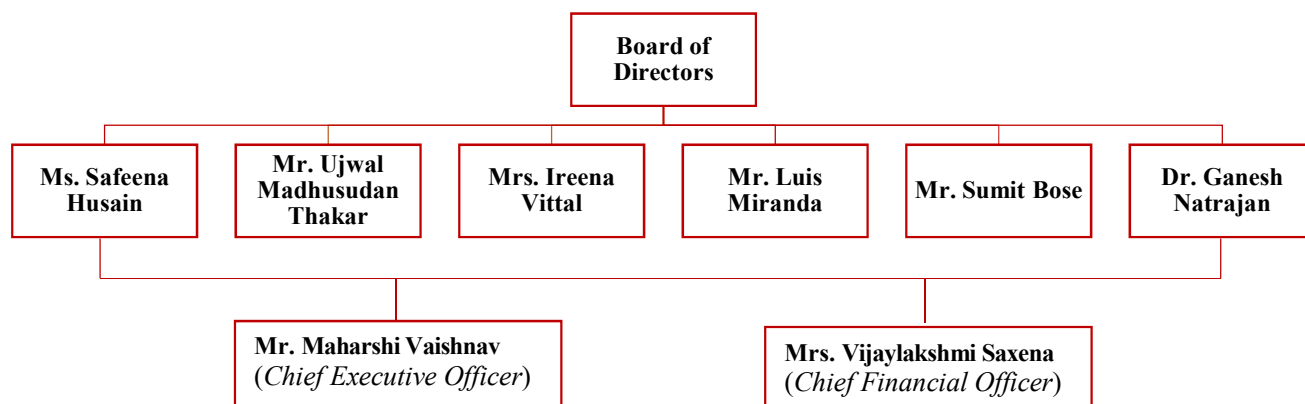 Board of
Directors
Ms. Safeena
Husain
Mr. Ujwal
Madhusudan
Thakar
Mrs. Ireena
Vittal
Mr. Luis
Miranda
Mr. Sumit Bose
Dr. Ganesh
Natrajan
Mr. Maharshi Vaishnav
(Chief Executive Officer)
Mrs. Vijaylakshmi Saxena
(Chief Financial Officer)